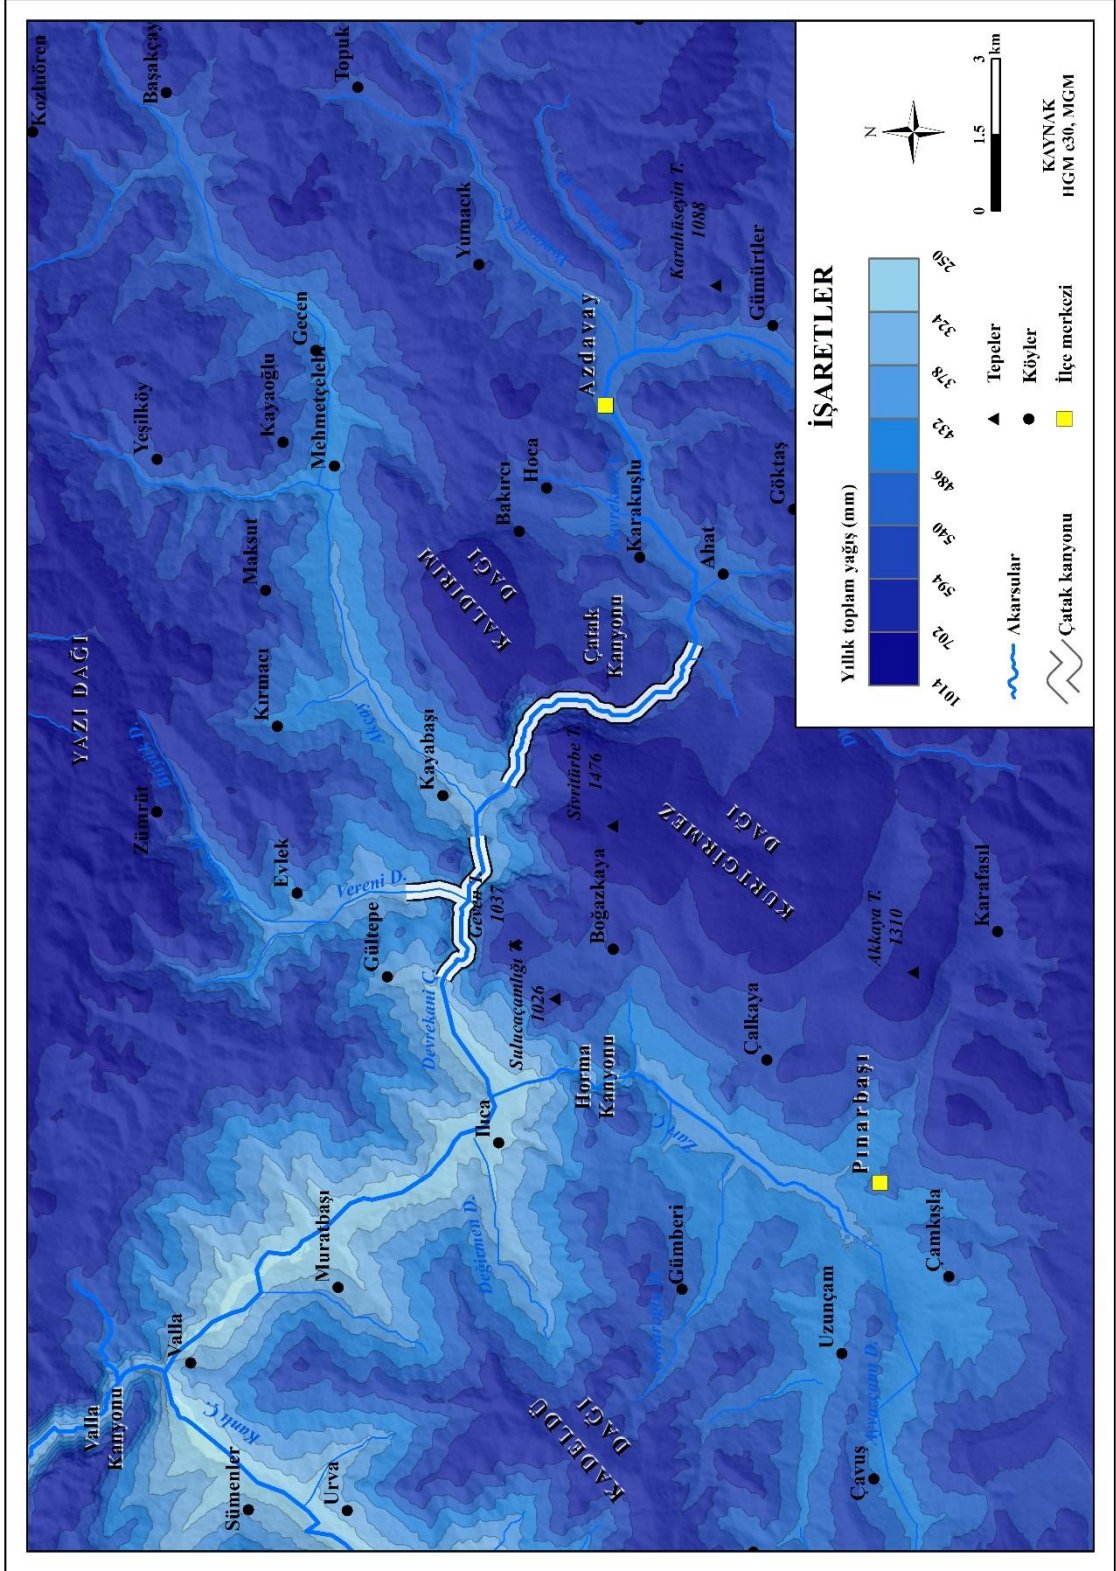 Kozluören
YAZI DAĞI
Valla
Kanyonu
Zümrüt
Yeşilköy
Başakçay
Valla
Sümenler
Kanlı Ç.
Evlek
Kırmacı
Maksut
Kayaoğlu
Gecen
Urva
Muratbaşı
Vereni D.
Gültepe
Akçay
Mehmetçelebi
Topuk
Devrekani Ç.
Kayabaşı
KALDIRIM
DAĞI
Yumacık
Değirmen D.
Ilıca
Geven T.
1037
Bakırcı
Hoca
Sulucaçamlığı T.
1026
KADELDÜ
DAĞI
Horma
Kanyonu
Sivritürbe T.
1476
Çatak
Kanyonu
Azdavay
Boğazkaya
Karakuşlu
Gümberi
Zarı Ç.
KURTGİRMEZ
DAĞI
Ahat
Karahüseyin T.
1088
Çalkaya
Gümürtler
Göktaş
Uzunçam
Çavuş
Pınarbaşı
Akkaya T.
1310
Çamkışla
Karafasıl
İŞARETLER
Yıllık toplam yağış (mm)
1014 702 594 540 486 432 378 324 250
Akarsular
Çatak kanyonu
Tepeler
Köyler
İlçe merkezi
N
0 1.5 3
km
KAYNAK
HGM c30, MGM